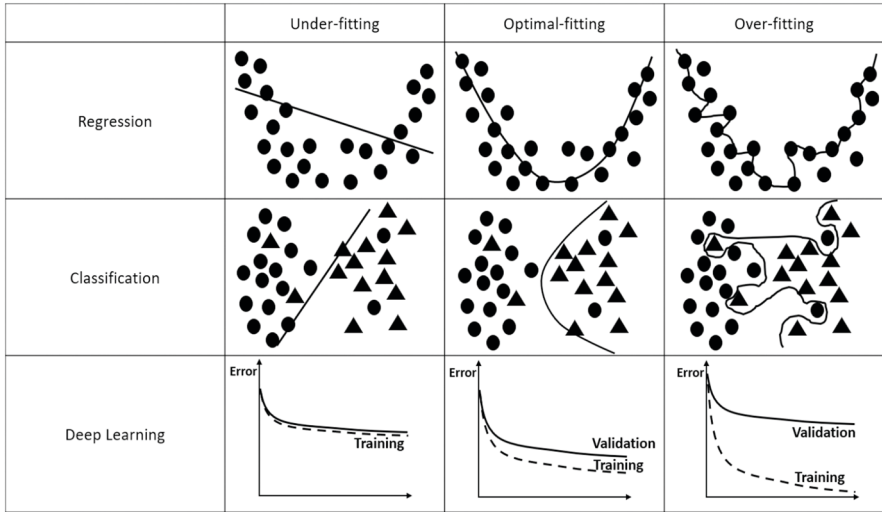 Under-fitting
Optimal-fitting
Over-fitting
Regression
Classification
Deep Learning
Error
Training
Error
Validation
Training
Error
Validation
Training